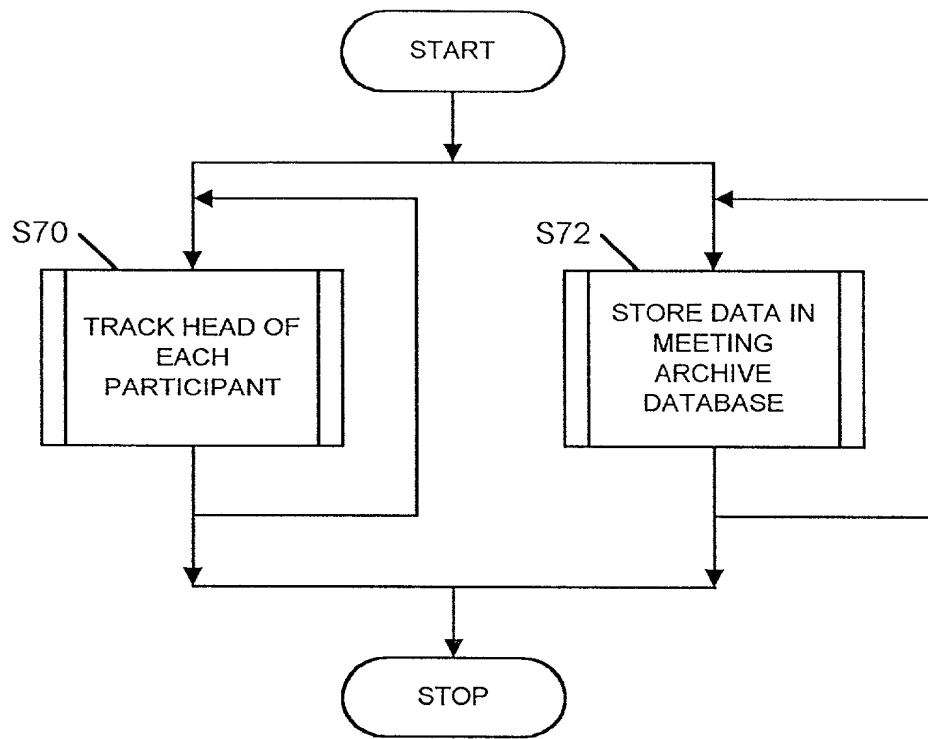 START
S70
TRACK HEAD OF
EACH
PARTICIPANT
S72
STORE DATA IN
MEETING
ARCHIVE
DATABASE
STOP